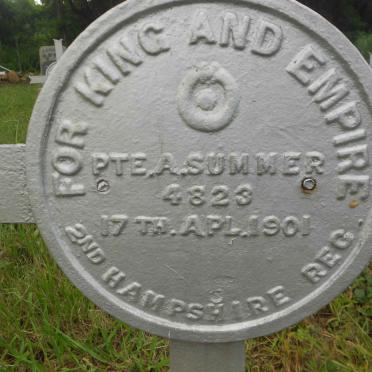 FOR KING AND EMPIRE
PTE. A. SUMMER
4823
17TH. APL. 1901
2ND HAMPSHIRE REG.